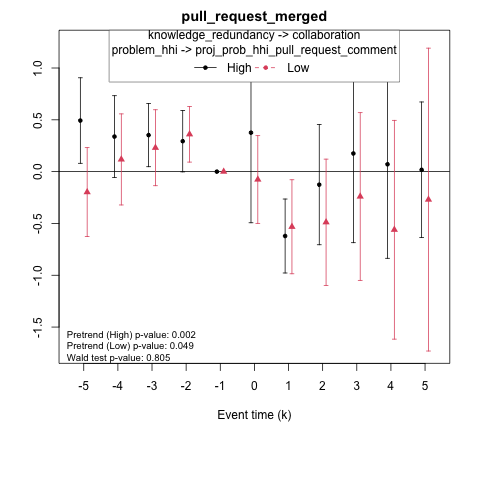 pull_request_merged
knowledge_redundancy -> collaboration
problem_hhi -> proj_prob_hhi_pull_request_comment
High Low
1.0
0.5
0.0
-0.5
-1.0
-1.5
Pretrend (High) p-value: 0.002
Pretrend (Low) p-value: 0.049
Wald test p-value: 0.805
-5 -4 -3 -2 -1 0 1 2 3 4 5
Event time (k)